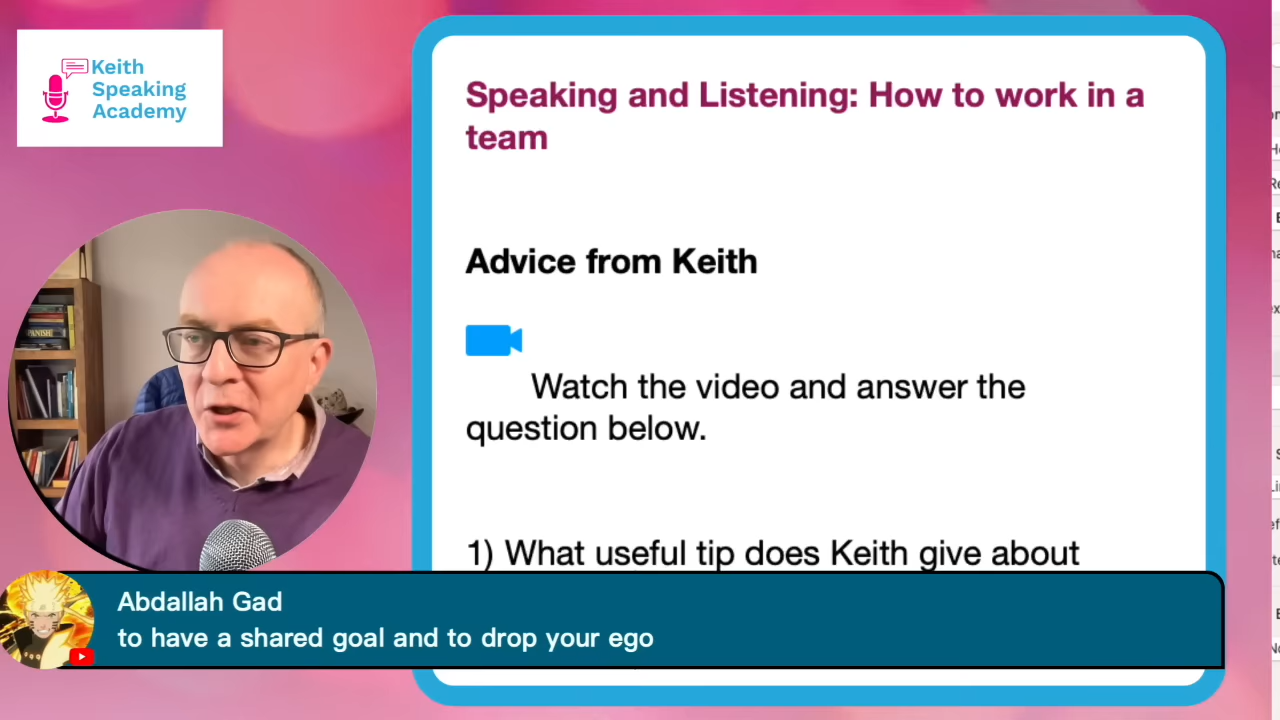 Keith
Speaking
Academy
Speaking and Listening: How to work in a
team
Advice from Keith
Watch the video and answer the
question below.
1) What useful tip does Keith give about
SPANISH
Abdallah Gad
to have a shared goal and to drop your ego